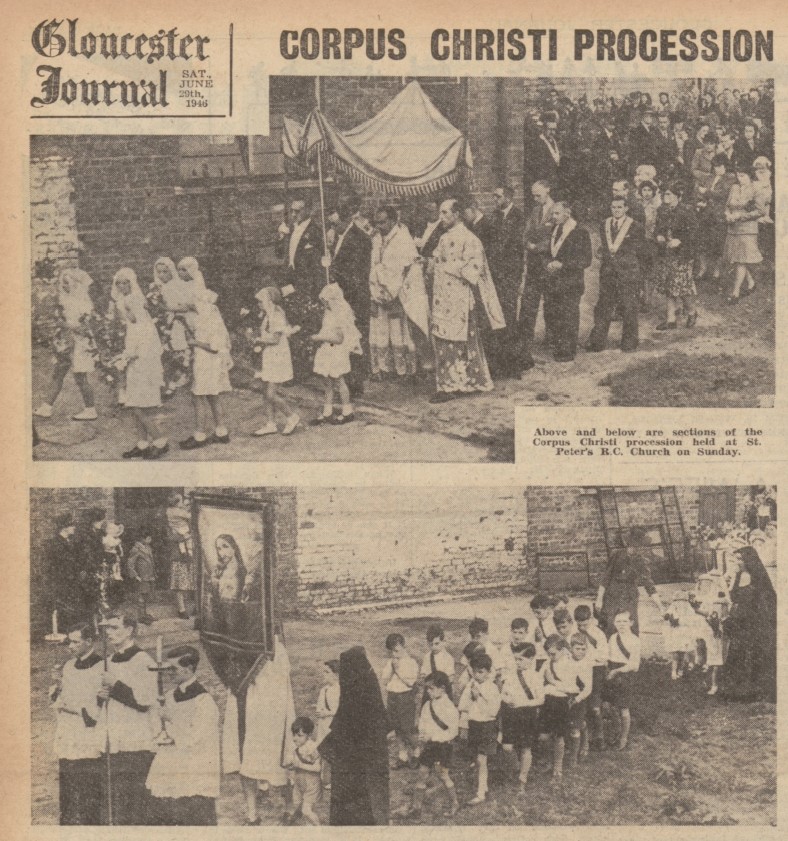 Gloucester
Journal
SAT.,
JUNE
29th,
1946
CORPUS CHRISTI PROCESSION
Above and below are sections of the
Corpus Christi procession held at St.
Peter's R.C. Church on Sunday.